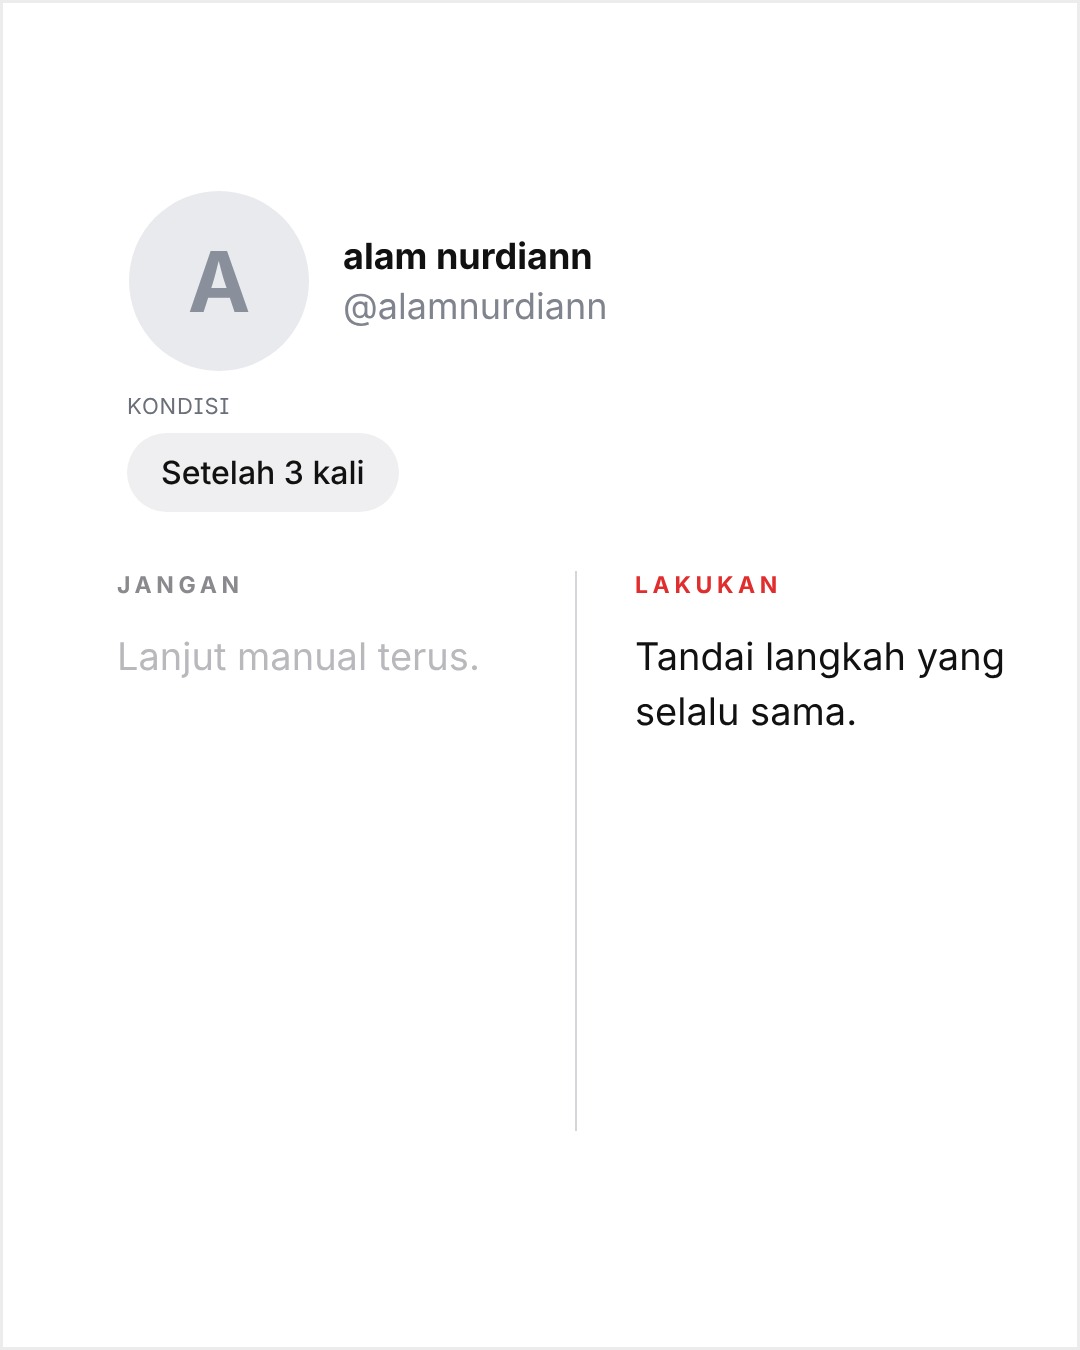 A
alam nurdiann
@alamnurdiann
KONDISI
Setelah 3 kali
JANGAN
Lanjut manual terus.
LAKUKAN
Tandai langkah yang
selalu sama.